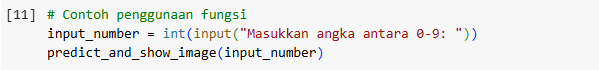 [11] # Contoh penggunaan fungsi
input_number = int(input("Masukkan angka antara 0-9: "))
predict_and_show_image(input_number)